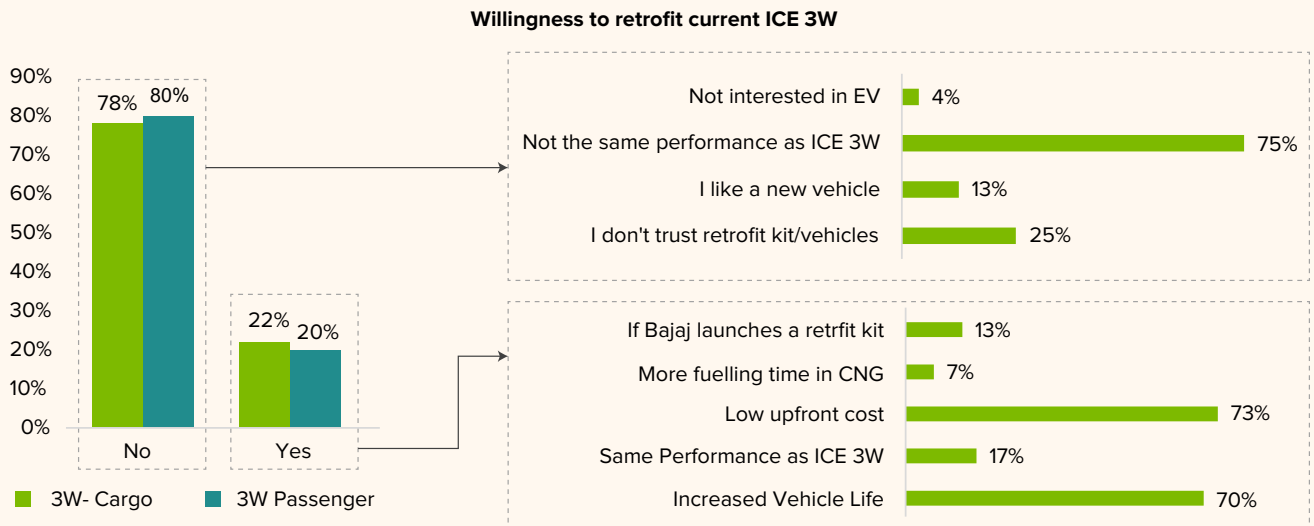 Willingness to retrofit current ICE 3W
90%
80%
70%
60%
50%
40%
30%
20%
10%
0%
78%
80%
22%
20%
No
Yes
3W- Cargo
3W Passenger
Not interested in EV 4%
Not the same performance as ICE 3W 75%
I like a new vehicle 13%
I don't trust retrofit kit/vehicles 25%
If Bajaj launches a retrfit kit 13%
More fuelling time in CNG 7%
Low upfront cost 73%
Same Performance as ICE 3W 17%
Increased Vehicle Life 70%